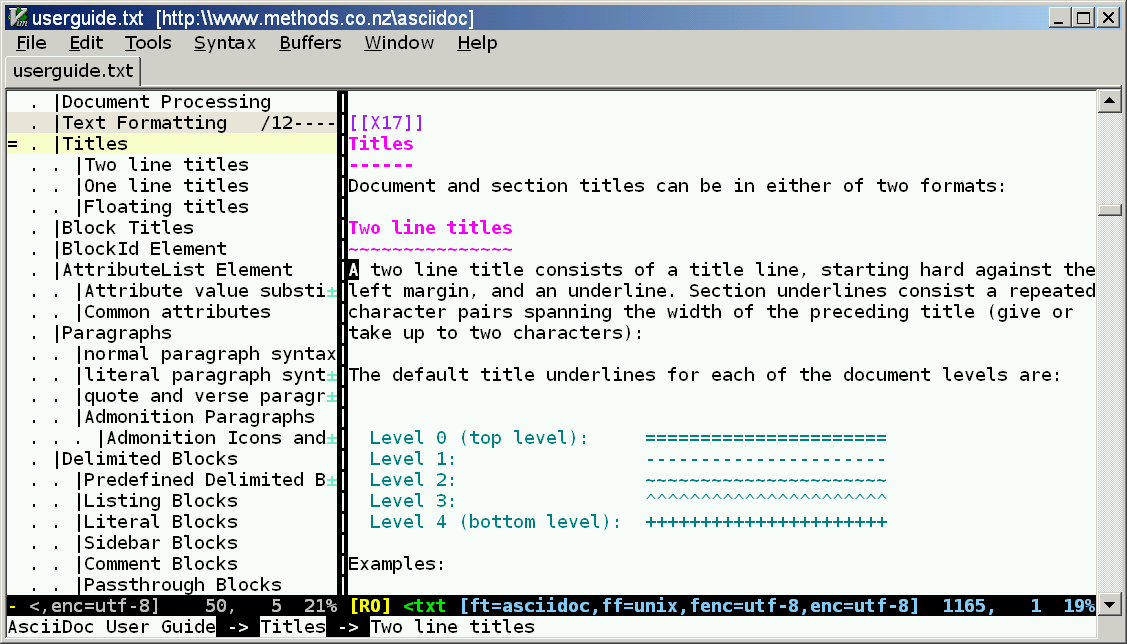 userguide.txt [http:\\www.methods.co.nz\asciidoc]
File Edit Tools Syntax Buffers Window Help
userguide.txt
. |Document Processing
. |Text Formatting /12----
= . |Titles
. . |Two line titles
. . |One line titles
. . |Floating titles
. |Block Titles
. |BlockId Element
. |AttributeList Element
. . |Attribute value substi±
. . |Common attributes
. |Paragraphs
. . |normal paragraph syntax
. . |literal paragraph synt±
. . |quote and verse paragr±
. . |Admonition Paragraphs
. . . |Admonition Icons and±
. |Delimited Blocks
. . |Predefined Delimited B±
. . |Listing Blocks
. . |Literal Blocks
. . |Sidebar Blocks
. . |Comment Blocks
. . |Passthrough Blocks
- <,enc=utf-8] 50, 5 21%
[[X17]]
Titles
------
Document and section titles can be in either of two formats:
Two line titles
~~~~~~~~~~~~~~~
A two line title consists of a title line, starting hard against the
left margin, and an underline. Section underlines consist a repeated
character pairs spanning the width of the preceding title (give or
take up to two characters):
The default title underlines for each of the document levels are:
Level 0 (top level): ======================
Level 1: ----------------------
Level 2: ~~~~~~~~~~~~~~~~~~~~~~
Level 3: ^^^^^^^^^^^^^^^^^^^^^^
Level 4 (bottom level): ++++++++++++++++++++++
Examples:
[RO] <txt [ft=asciidoc,ff=unix,fenc=utf-8,enc=utf-8] 1165, 1 19%
AsciiDoc User Guide -> Titles -> Two line titles